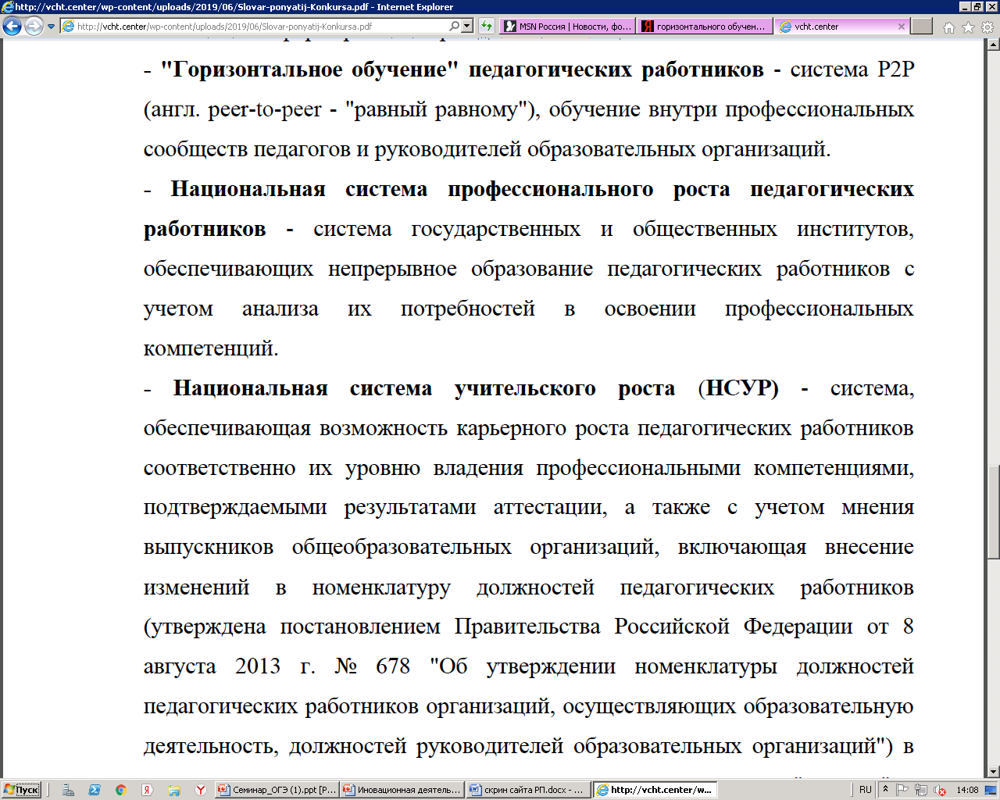 http://vcht.center/wp-content/uploads/2019/06/Slovar-ponyatij-Konkursa.pdf - Internet Explorer
http://vcht.center/wp-content/uploads/2019/06/Slovar-ponyatij-Konkursa.pdf
MSN Россия | Новости, фо...
горизонтального обучен...
vcht.center
- "Горизонтальное обучение" педагогических работников - система P2P
(англ. peer-to-peer - "равный равному"), обучение внутри профессиональных
сообществ педагогов и руководителей образовательных организаций.
- Национальная система профессионального роста педагогических
работников - система государственных и общественных институтов,
обеспечивающих непрерывное образование педагогических работников с
учетом анализа их потребностей в освоении профессиональных
компетенций.
- Национальная система учительского роста (НСУР) - система,
обеспечивающая возможность карьерного роста педагогических работников
соответственно их уровню владения профессиональными компетенциями,
подтверждаемыми результатами аттестации, а также с учетом мнения
выпускников общеобразовательных организаций, включающая внесение
изменений в номенклатуру должностей педагогических работников
(утверждена постановлением Правительства Российской Федерации от 8
августа 2013 г. № 678 "Об утверждении номенклатуры должностей
педагогических работников организаций, осуществляющих образовательную
деятельность, должностей руководителей образовательных организаций") в
Пуск
Семинар_ОГЭ (1).ppt [Р...
Иновационная деятель...
скрин сайта РП.docx - ...
http://vcht.center/w...
RU
14:08